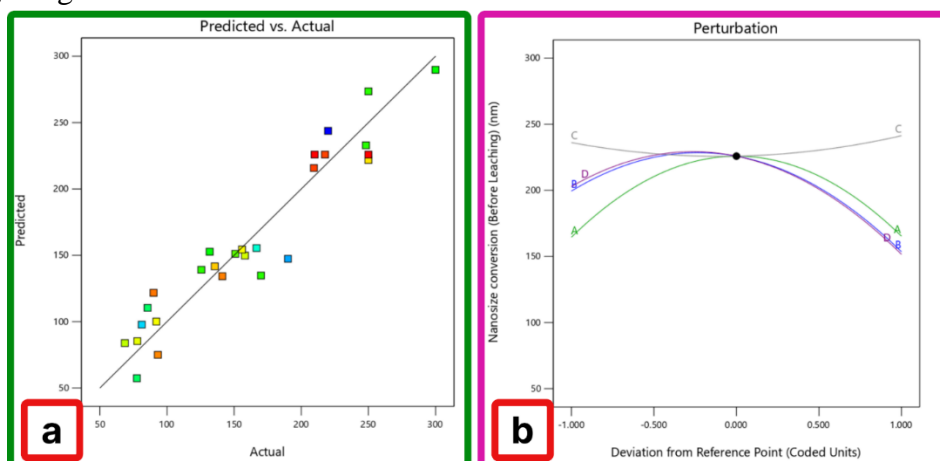 Predicted vs. Actual
Predicted
300
250
200
150
100
50
50
100
150
200
250
300
Actual
a
Perturbation
Nanosize conversion (Before Leaching) (nm)
300
250
200
150
100
50
C
C
D
B
A
A
D
B
-1.000
-0.500
0.000
0.500
1.000
Deviation from Reference Point (Coded Units)
b